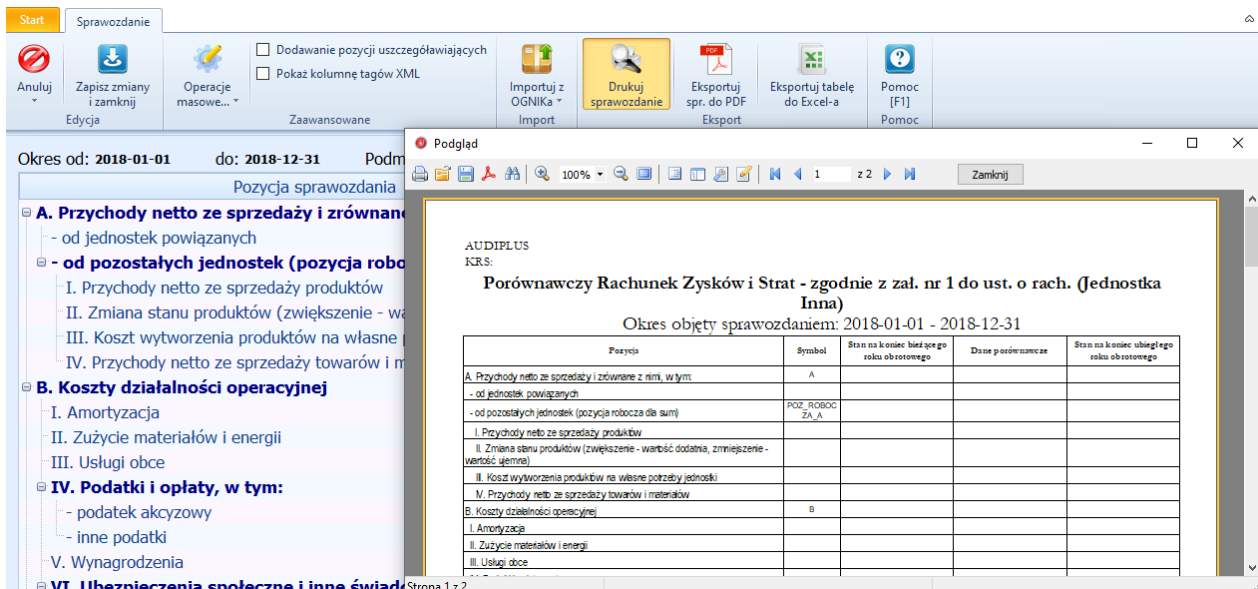 Start
Sprawozdanie
Anuluj
Zapisz zmiany
i zamknij
Edycja
Operacje
masowe...
Dodawanie pozycji uszczegóławiających
Pokaż kolumnę tagów XML
Zaawansowane
Importuj z
OGNIKa
Import
Drukuj
sprawozdanie
PDF
Eksportuj
spr. do PDF
Eksportuj tabelę
do Excel-a
Eksport
Pomoc
[F1]
Pomoc
Okres od: 2018-01-01 do: 2018-12-31 Podm
Pozycja sprawozdania
A. Przychody netto ze sprzedaży i zrównane
- od jednostek powiązanych
- od pozostałych jednostek (pozycja robo
I. Przychody netto ze sprzedaży produktów
II. Zmiana stanu produktów (zwiększenie - wa
III. Koszt wytworzenia produktów na własne
IV. Przychody netto ze sprzedaży towarów i m
B. Koszty działalności operacyjnej
I. Amortyzacja
II. Zużycie materiałów i energii
III. Usługi obce
IV. Podatki i opłaty, w tym:
- podatek akcyzowy
- inne podatki
V. Wynagrodzenia
VI. Ubezpieczenia społeczne i inne świad
Podgląd
100% 1 z 2 Zamknij
AUDIPLUS
KRS:
Porównawczy Rachunek Zysków i Strat - zgodnie z zał. nr 1 do ust. o rach. (Jednostka
Inna)
Okres objęty sprawozdaniem: 2018-01-01 - 2018-12-31
Pozycja Symbol Stan na koniec bieżącego roku obrotowego Dane porównawcze Stan na koniec ubiegłego roku obrotowego
A. Przychody netto ze sprzedaży i zrównane z nimi, w tym: A
- od jednostek powiązanych
- od pozostałych jednostek (pozycja robocza dla sum) POZ_ROBOC
ZA_A
I. Przychody netto ze sprzedaży produktów
II. Zmiana stanu produktów (zwiększenie - wartość dodatnia, zmniejszenie -
wartość ujemna)
III. Koszt wytworzenia produktów na własne potrzeby jednostki
IV. Przychody netto ze sprzedaży towarów i materiałów
B. Koszty działalności operacyjnej B
I. Amortyzacja
II. Zużycie materiałów i energii
III. Usługi obce
Strona 1 z 2